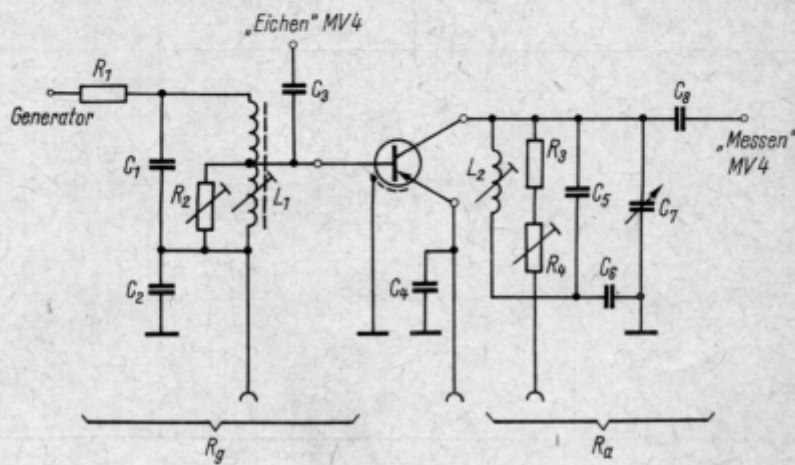 „Eichen" MV4
R1
Generator
C3
C8
„Messen"
MV4
C1
R2
L1
L2
R3
C5
C7
R4
C2
C4
C6
Rg
Ra